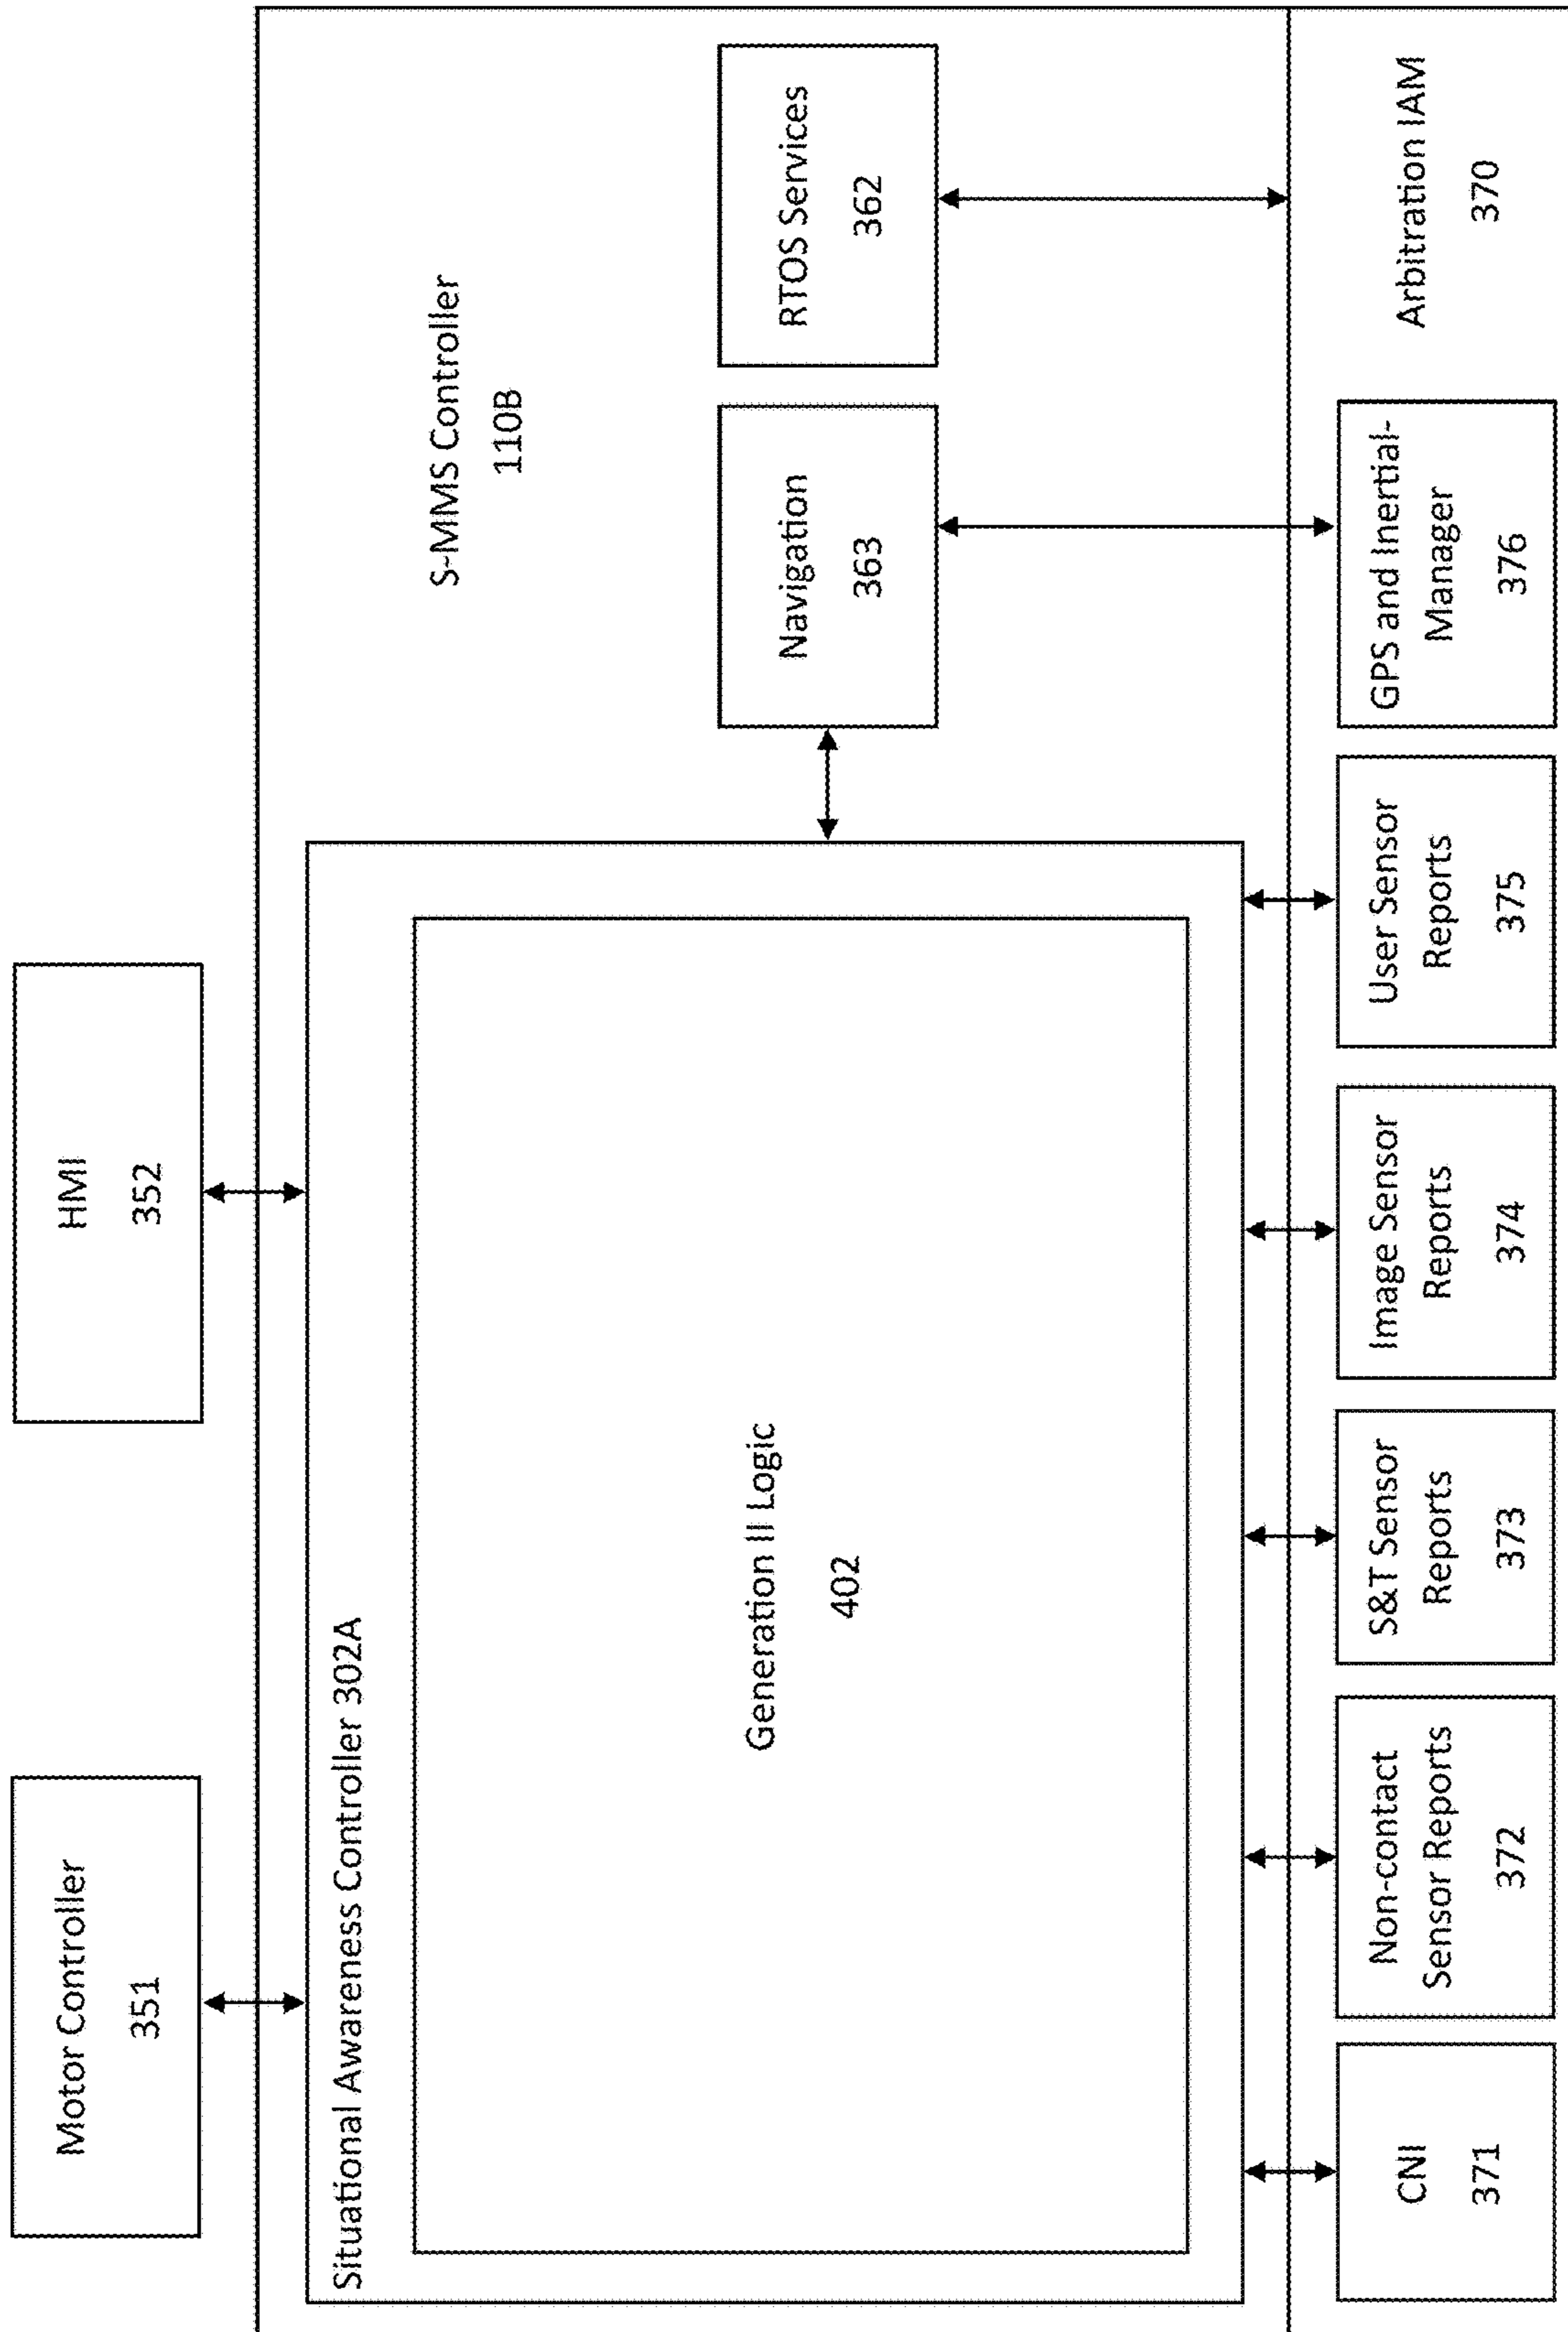 Motor Controller
351
HMI
352
S-MMS Controller
110B
Situational Awareness Controller 302A
Generation II Logic
402
Navigation
363
RTOS Services
362
CNI
371
Non-contact
Sensor Reports
372
S&T Sensor
Reports
373
Image Sensor
Reports
374
User Sensor
Reports
375
GPS and Inertial-
Manager
376
Arbitration IAM
370